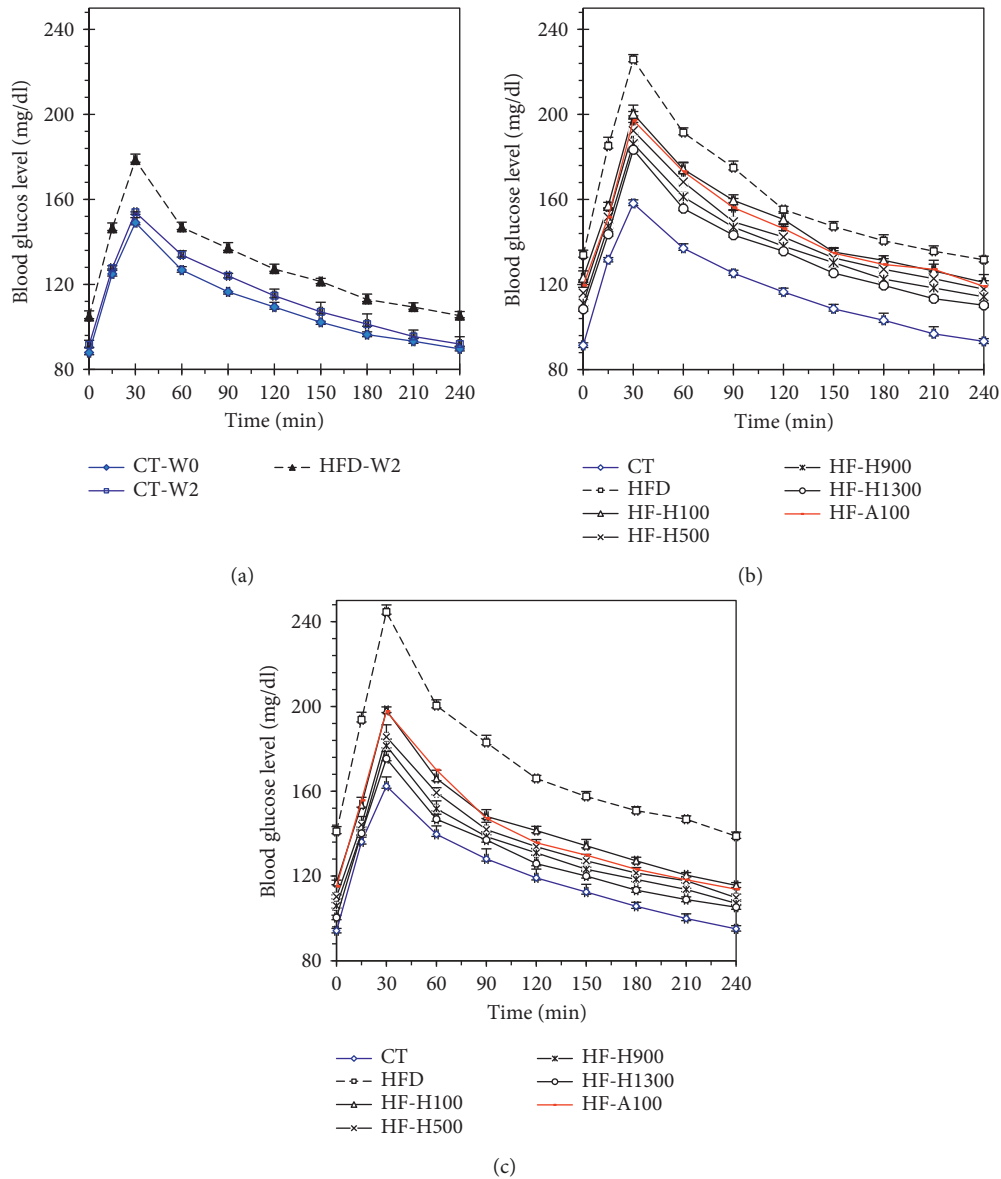 240
200
160
120
80
Blood glucos level (mg/dl)
0 30 60 90 120 150 180 210 240
Time (min)
CT-W0 HFD-W2
CT-W2
(a)
240
200
160
120
80
Blood glucose level (mg/dl)
0 30 60 90 120 150 180 210 240
Time (min)
CT HF-H900
HFD HF-H1300
HF-H100 HF-A100
HF-H500
(b)
240
200
160
120
80
Blood glucose level (mg/dl)
0 30 60 90 120 150 180 210 240
Time (min)
CT HF-H900
HFD HF-H1300
HF-H100 HF-A100
HF-H500
(c)